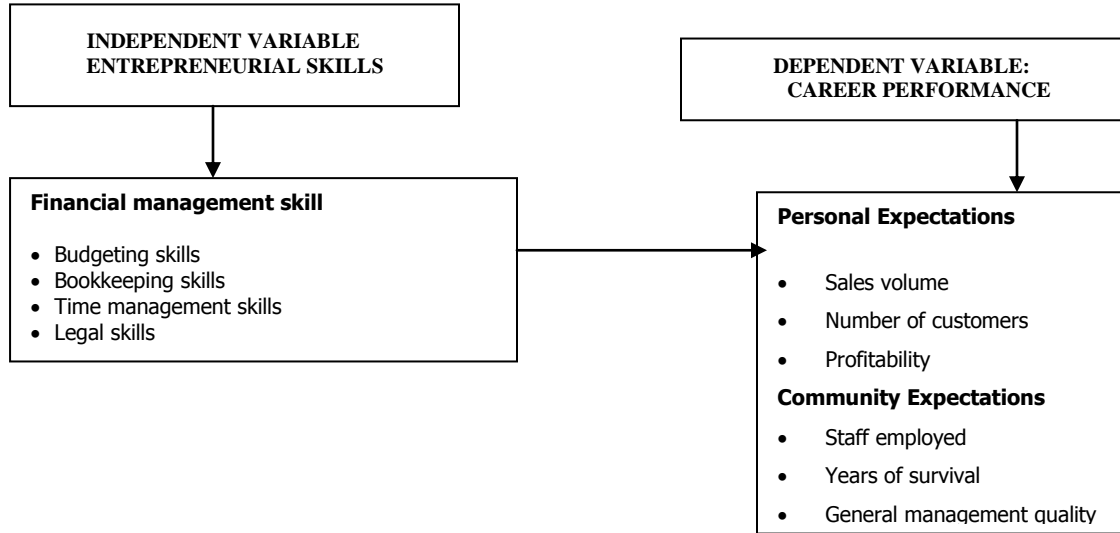 INDEPENDENT VARIABLE
ENTREPRENEURIAL SKILLS
DEPENDENT VARIABLE:
CAREER PERFORMANCE
Financial management skill
• Budgeting skills
• Bookkeeping skills
• Time management skills
• Legal skills
Personal Expectations
• Sales volume
• Number of customers
• Profitability
Community Expectations
• Staff employed
• Years of survival
• General management quality